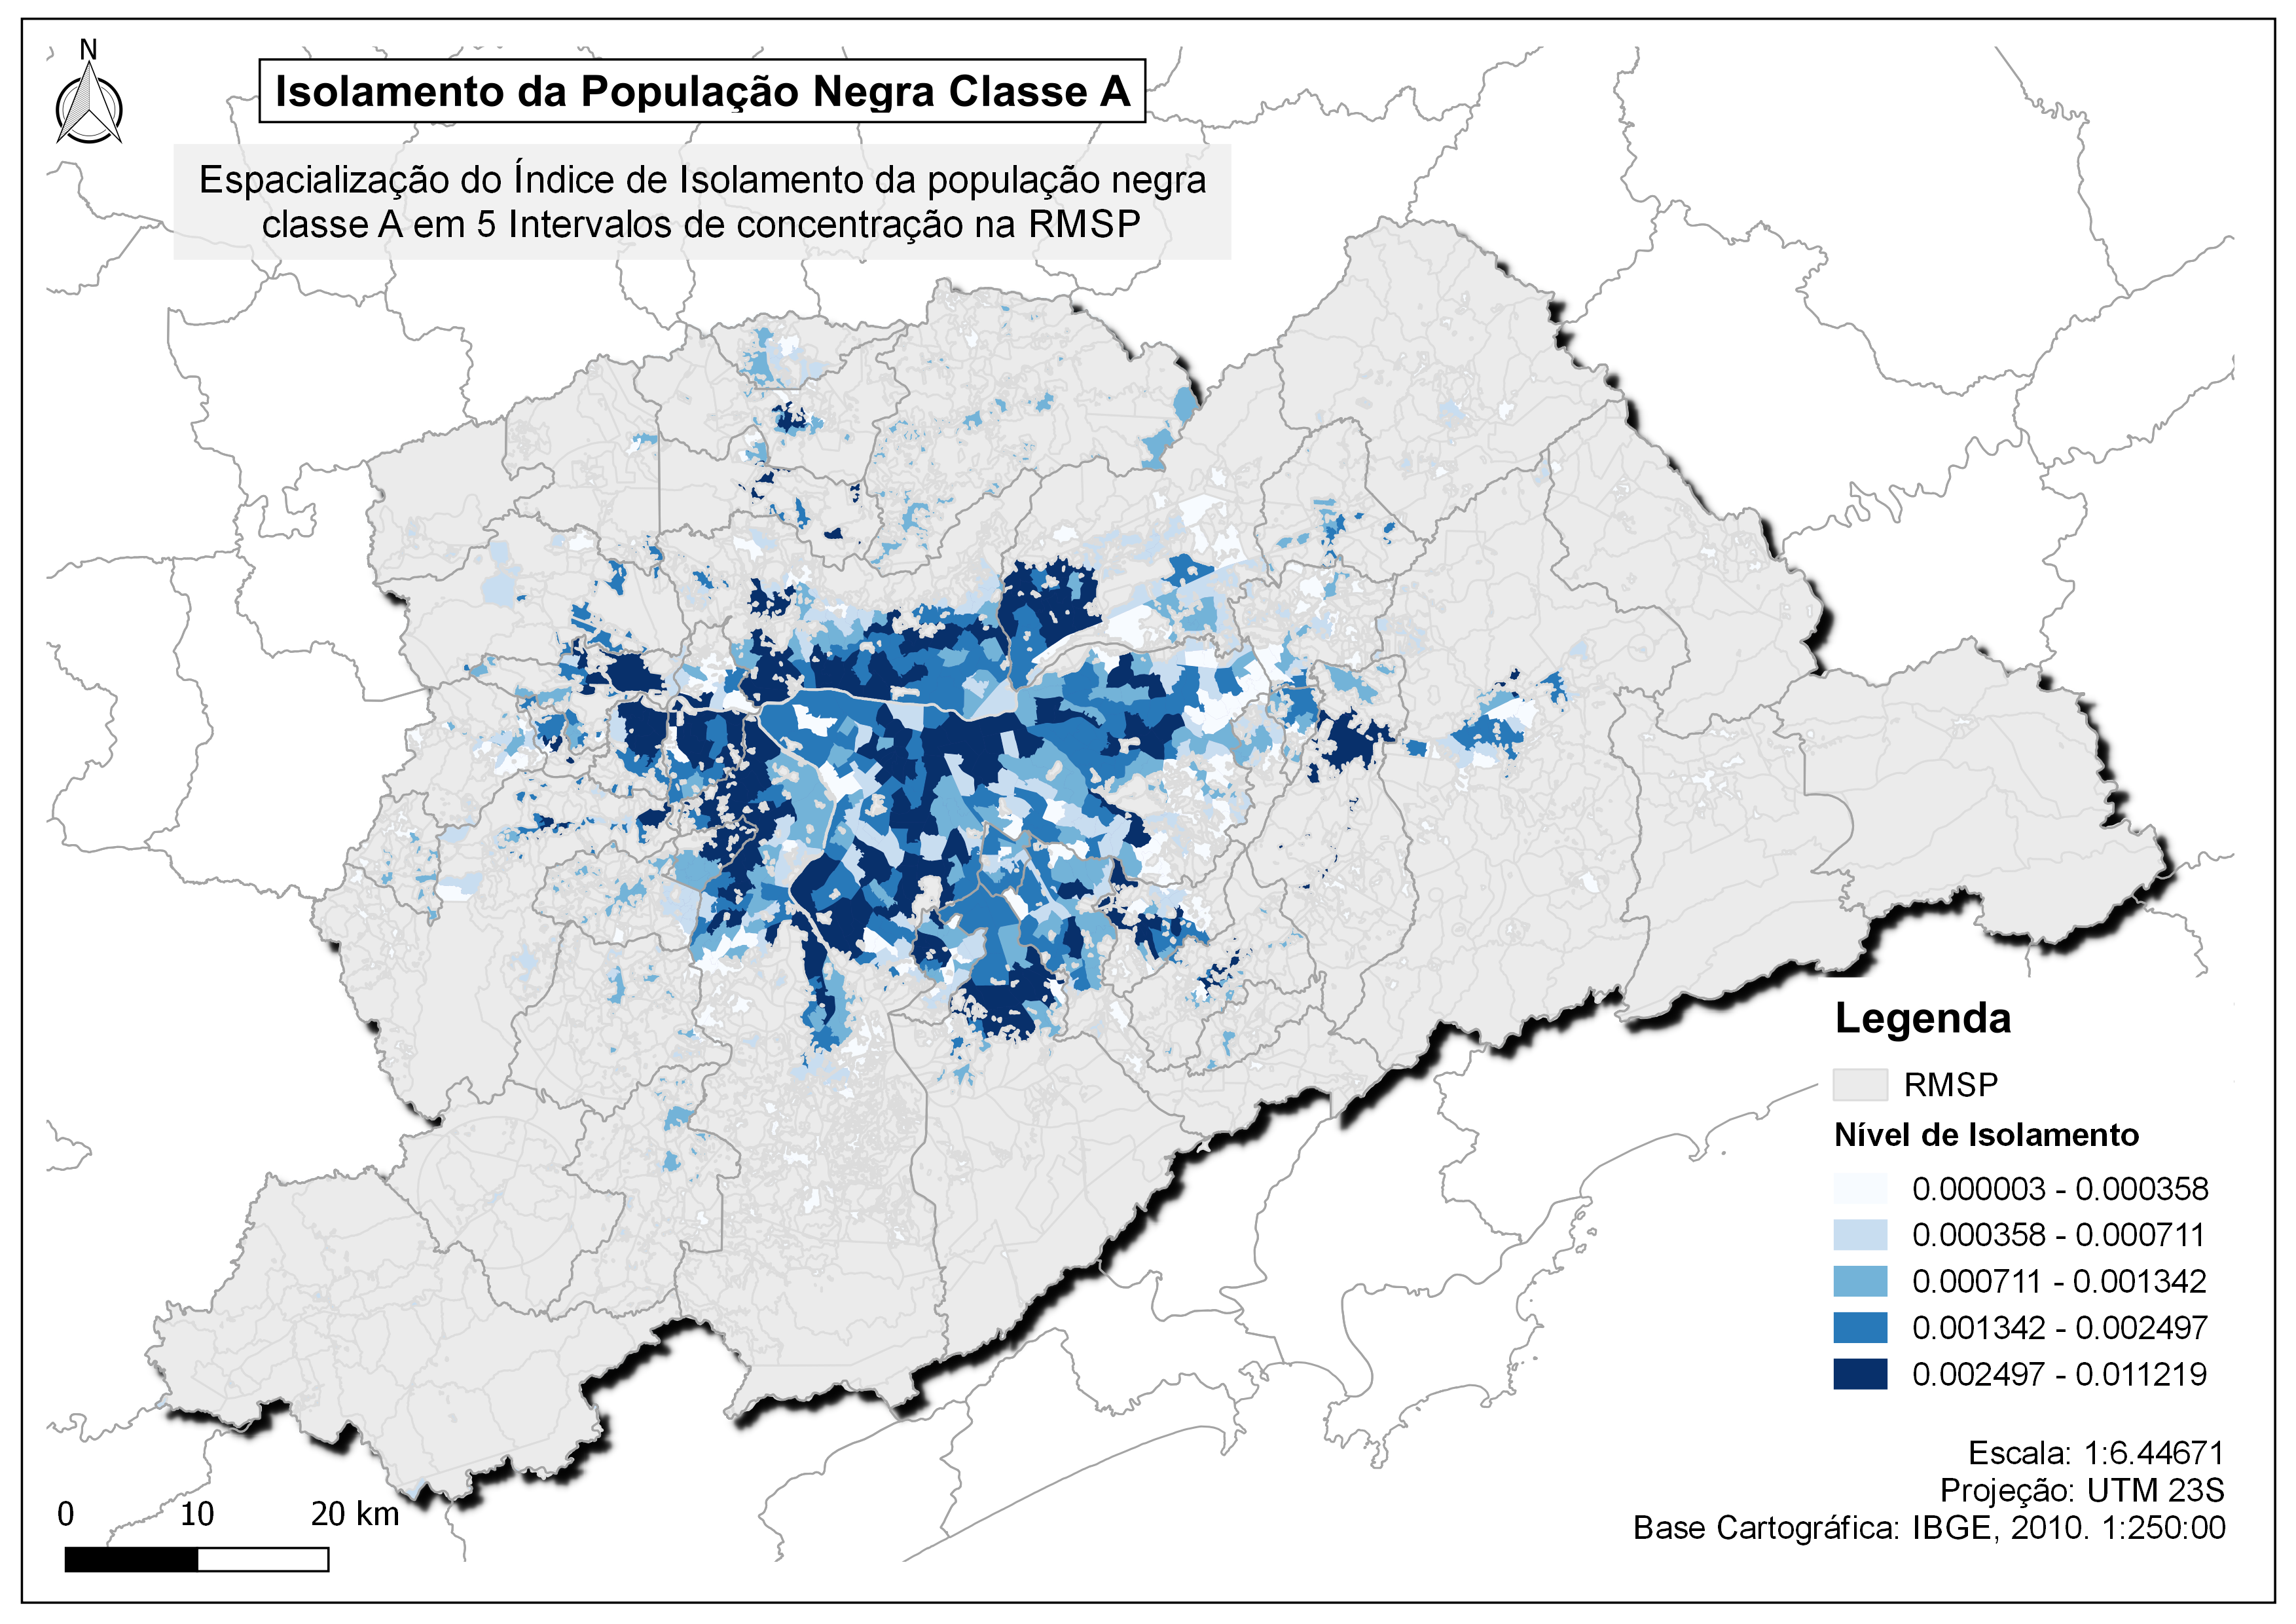 N
Isolamento da População Negra Classe A
Espacialização do Índice de Isolamento da população negra
classe A em 5 Intervalos de concentração na RMSP
Legenda
RMSP
Nível de Isolamento
0.000003 - 0.000358
0.000358 - 0.000711
0.000711 - 0.001342
0.001342 - 0.002497
0.002497 - 0.011219
Escala: 1:6.44671
Projeção: UTM 23S
Base Cartográfica: IBGE, 2010. 1:250:00
0 10 20 km